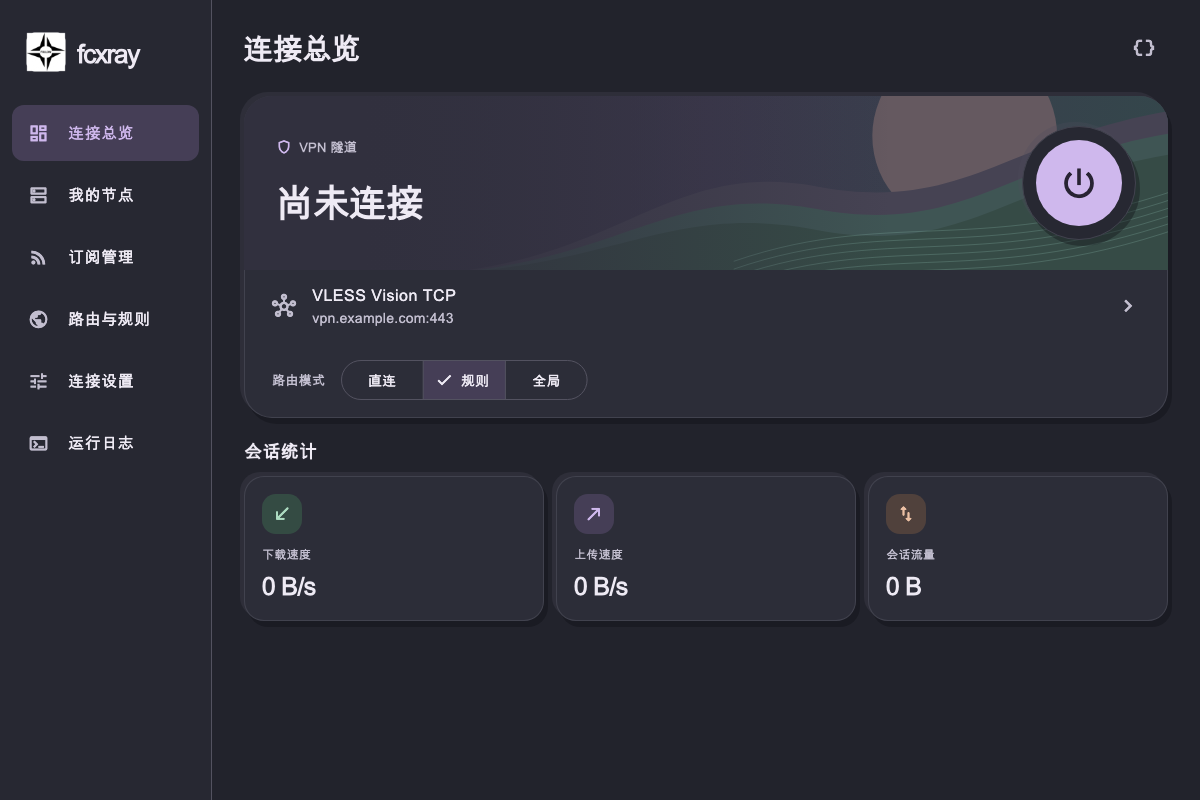 fcxray
连接总览
我的节点
订阅管理
路由与规则
连接设置
运行日志
连接总览
VPN 隧道
尚未连接
VLESS Vision TCP
vpn.example.com:443
路由模式 直连 规则 全局
会话统计
下载速度
0 B/s
上传速度
0 B/s
会话流量
0 B